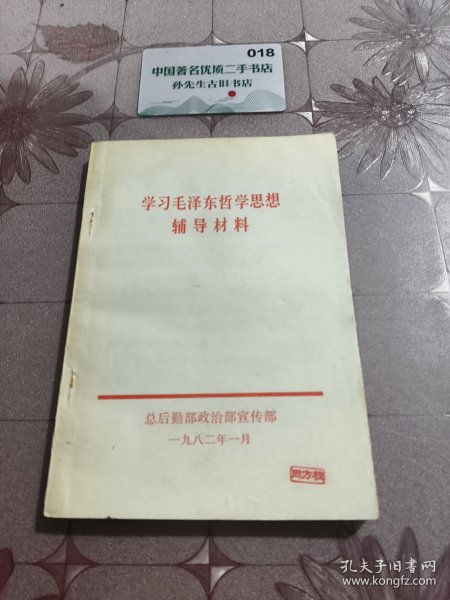 018
中国著名优质二手书店
孙先生古旧书店
学习毛泽东哲学思想
辅导材料
总后勤部政治部宣传部
一九八二年一月
孔夫子旧书网
www.kongfz.com